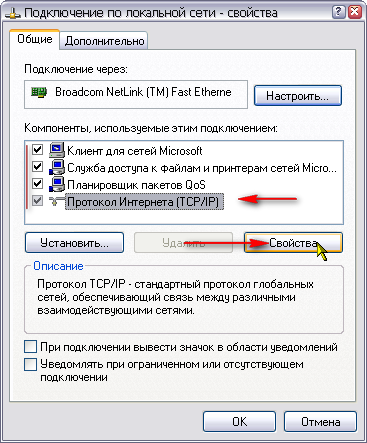 Подключение по локальной сети - свойства
Общие Дополнительно
Подключение через:
Broadcom NetLink (TM) Fast Etherne
Настроить...
Компоненты, используемые этим подключением:
Клиент для сетей Microsoft
Служба доступа к файлам и принтерам сетей Micro...
Планировщик пакетов QoS
Протокол Интернета (TCP/IP)
Установить... Удалить Свойства
Описание
Протокол TCP/IP - стандартный протокол глобальных
сетей, обеспечивающий связь между различными
взаимодействующими сетями.
При подключении вывести значок в области уведомлений
Уведомлять при ограниченном или отсутствующем
подключении
OK Отмена